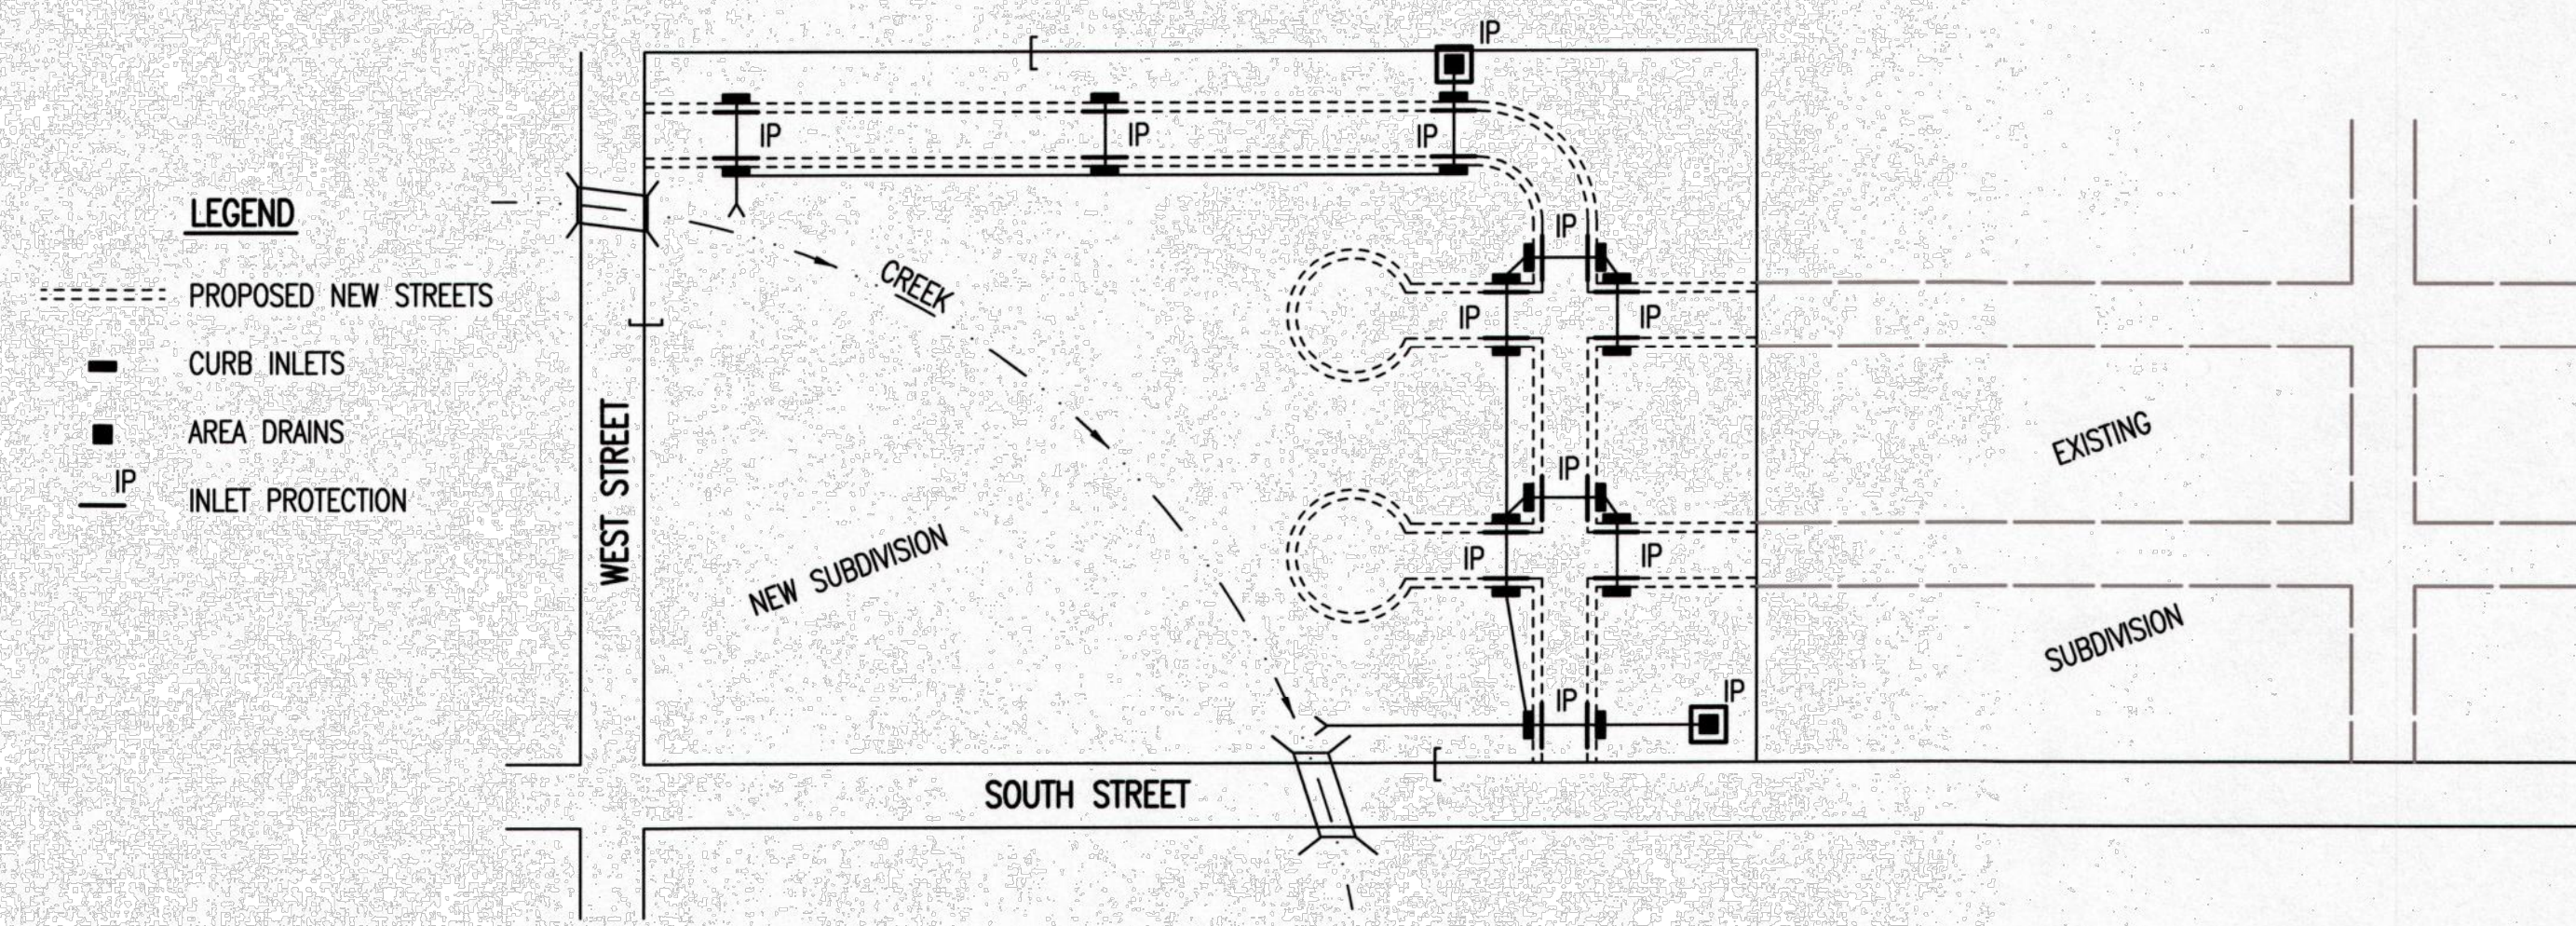 IP
IP
IP
IP
LEGEND
PROPOSED NEW STREETS
CURB INLETS
AREA DRAINS
IP
INLET PROTECTION
WEST STREET
CREEK
NEW SUBDIVISION
IP
IP
IP
IP
IP
IP
IP
IP
SOUTH STREET
EXISTING
SUBDIVISION